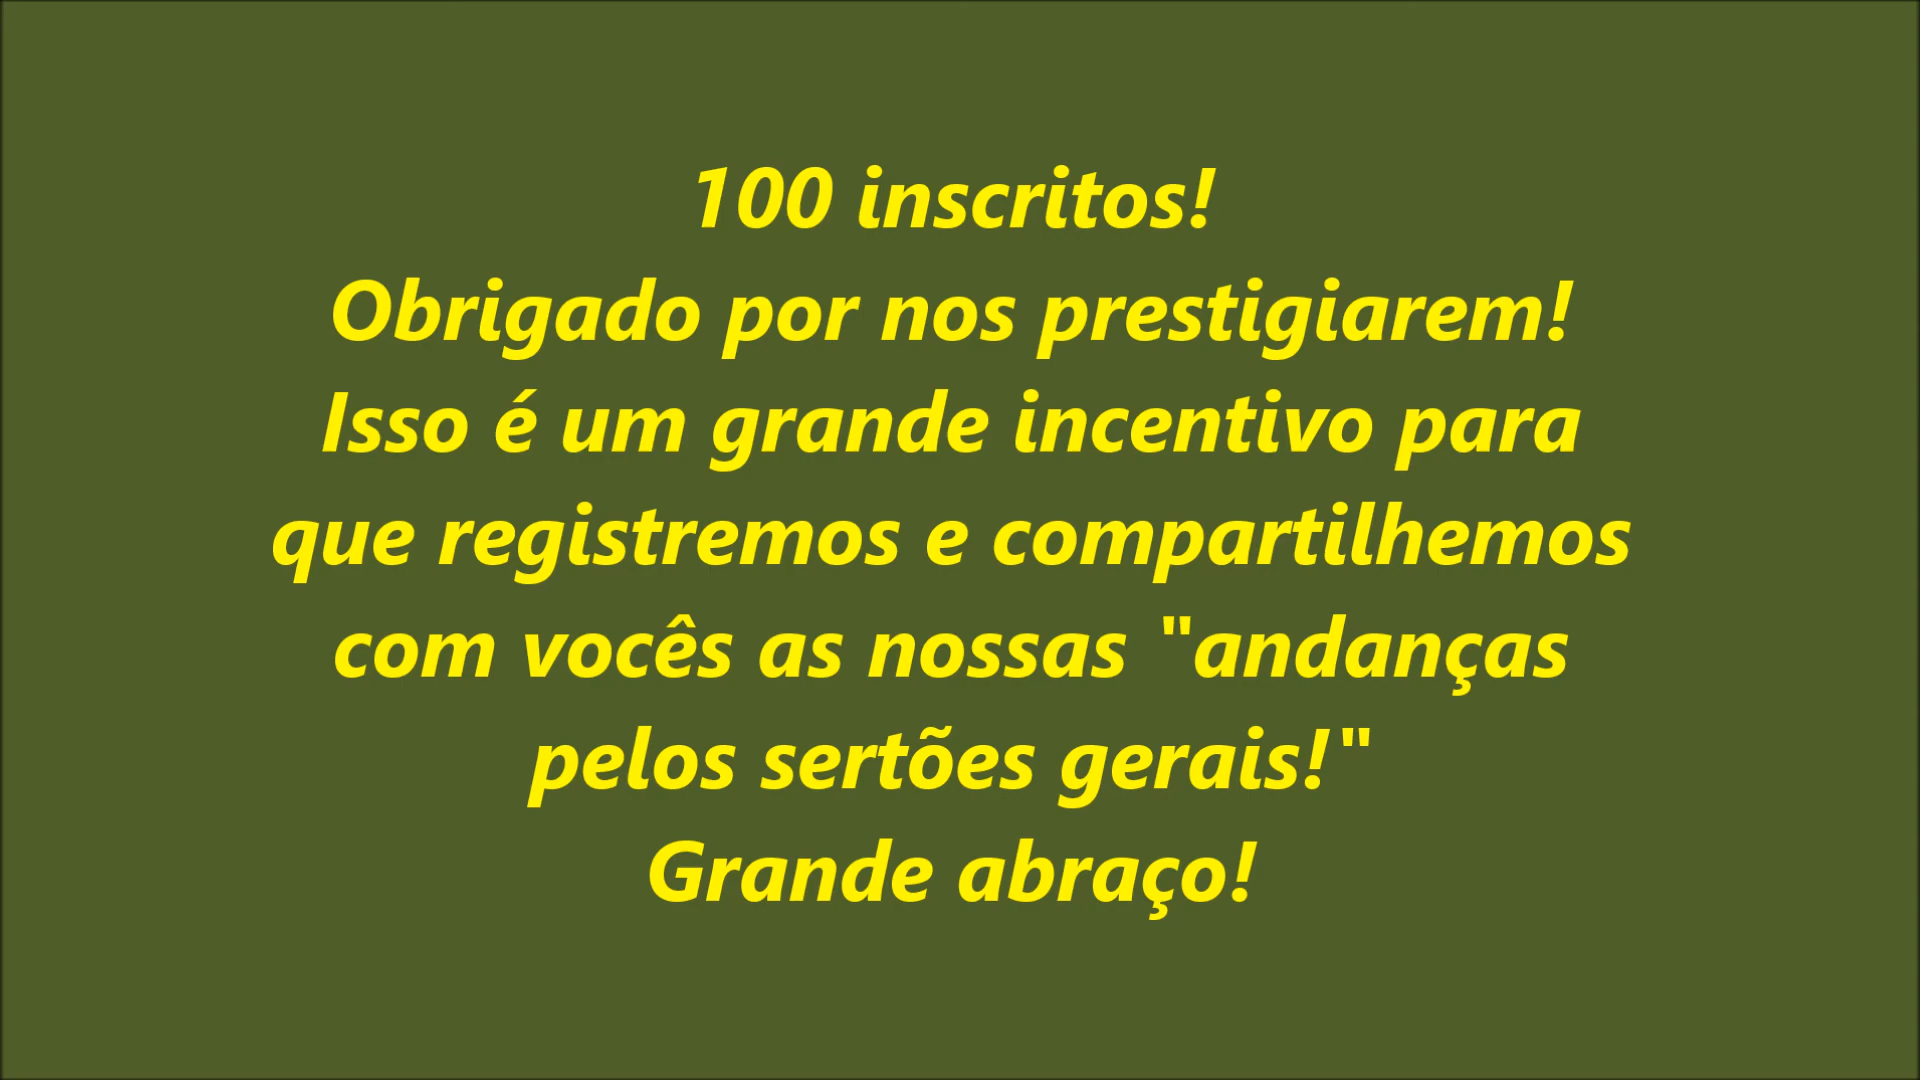 100 inscritos!
Obrigado por nos prestigiarem!
Isso é um grande incentivo para
que registremos e compartilhemos
com vocês as nossas "andanças
pelos sertões gerais!"
Grande abraço!